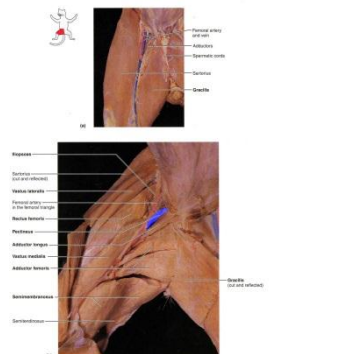 Femoral artery
and vein
Adductors
Spermatic cords
Sartorius
Gracilis
(a)
Iliopsoas
Sartorius
(cut and reflected)
Vastus lateralis
Femoral artery
in the femoral triangle
Rectus femoris
Pectineus
Adductor longus
Vastus medialis
Adductor femoris
Semimembranosus
Semitendinosus
Gracilis
(cut and reflected)